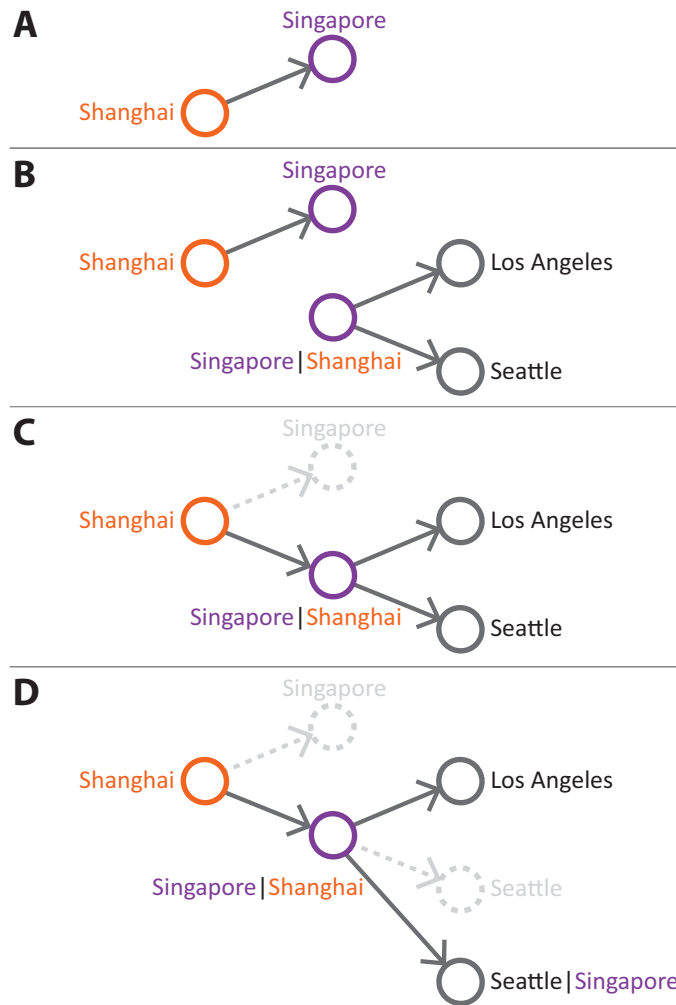 A
Singapore
Shanghai
B
Singapore
Shanghai
Los Angeles
Singapore|Shanghai
Seattle
C
Singapore
Shanghai
Los Angeles
Singapore|Shanghai
Seattle
D
Singapore
Shanghai
Los Angeles
Singapore|Shanghai
Seattle
Seattle|Singapore